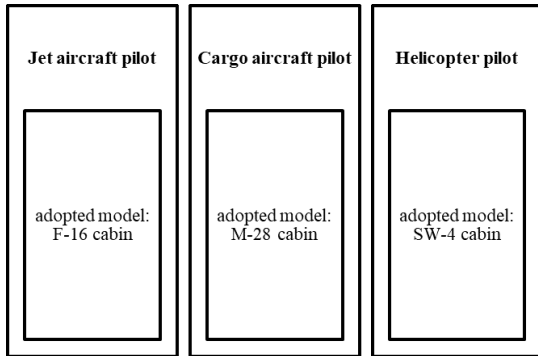 Jet aircraft pilot
adopted model:
F-16 cabin
Cargo aircraft pilot
adopted model:
M-28 cabin
Helicopter pilot
adopted model:
SW-4 cabin